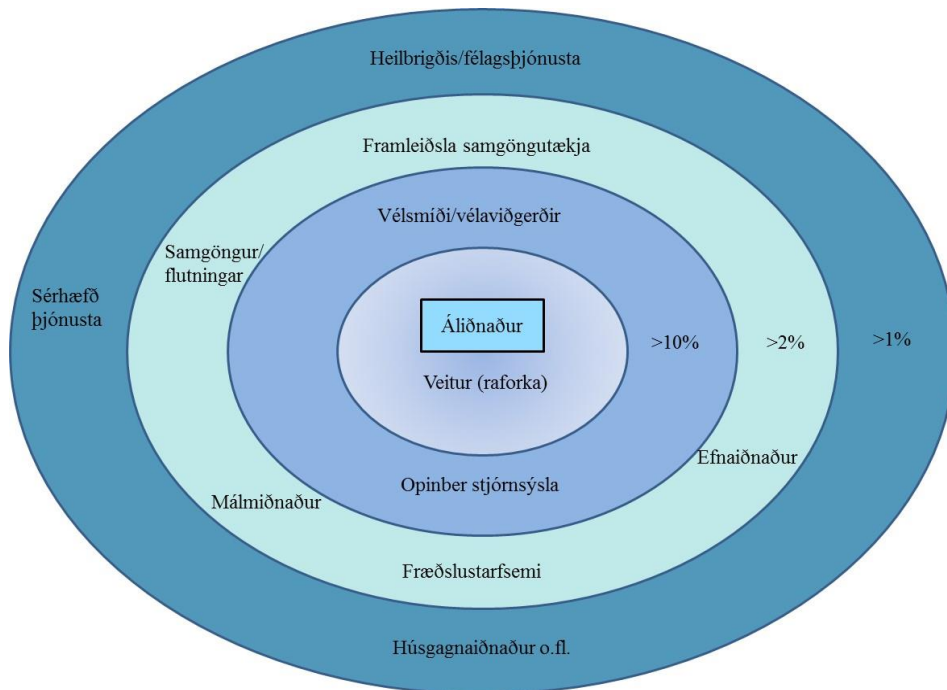 Heilbrigðis/félagsþjónusta
Framleiðsla samgöngutækja
Vélsmíði/vélaviðgerðir
Samgöngur/
flutningar
Sérhæfð
þjónusta
Áliðnaður
>10%
>2%
>1%
Veitur (raforka)
Efnaiðnaður
Opinber stjórnsýsla
Málmiðnaður
Fræðslustarfsemi
Húsgagnaiðnaður o.fl.